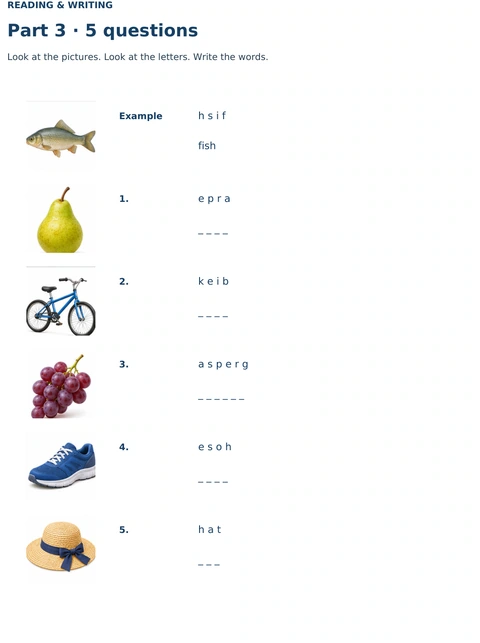 READING & WRITING
Part 3 · 5 questions
Look at the pictures. Look at the letters. Write the words.
Example h s i f
fish
1. e p r a
_ _ _ _
2. k e i b
_ _ _ _
3. a s p e r g
_ _ _ _ _ _
4. e s o h
_ _ _ _
5. h a t
_ _ _